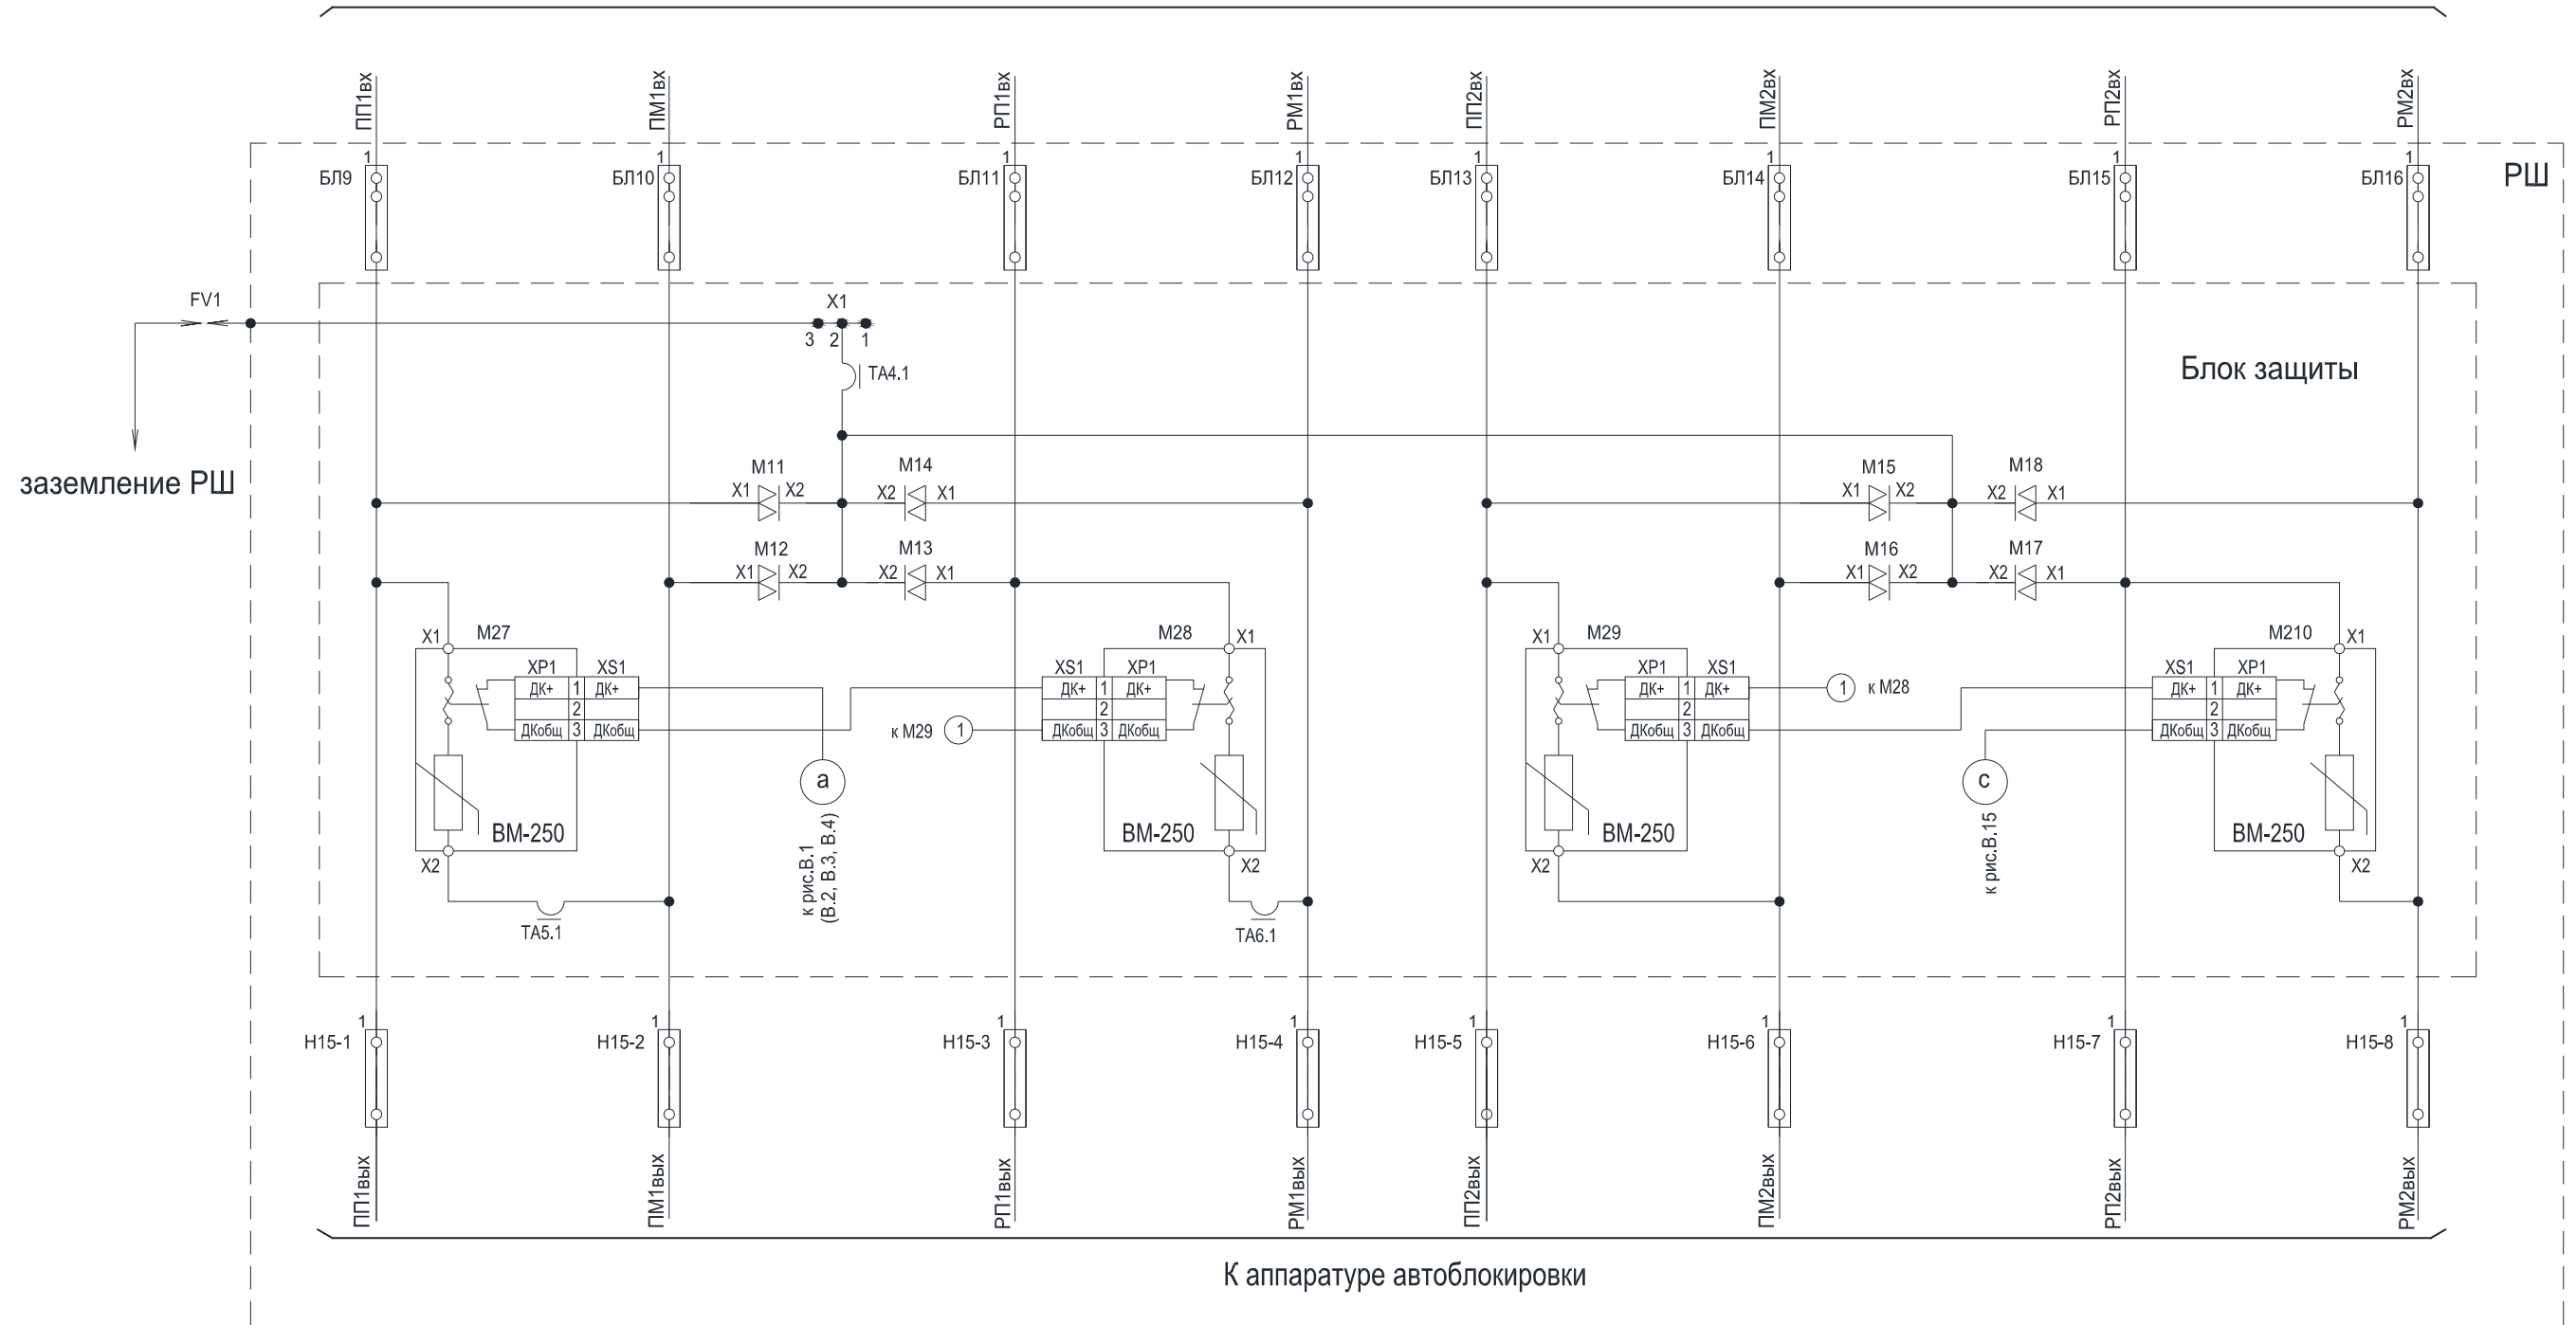 ПП1вх ПМ1вх РП1вх РМ1вх ПП2вх ПМ2вх РП2вх РМ2вх
1 1 1 1 1 1 1 1
БЛ9 БЛ10 БЛ11 БЛ12 БЛ13 БЛ14 БЛ15 БЛ16 РШ
FV1 X1
3 2 1
TA4.1 Блок защиты
заземление РШ
М11 М14 М15 М18
X1 X2 X2 X1 X1 X2 X2 X1
М12 М13 М16 М17
X1 X2 X2 X1 X1 X2 X2 X1
X1 М27 М28 X1 X1 М29 М210 X1
XP1 XS1 XS1 XP1 XP1 XS1 XS1 XP1
ДК+ 1 ДК+ ДК+ 1 ДК+ ДК+ 1 ДК+ 1 к М28 ДК+ 1 ДК+
2 2 2 2
ДКобщ 3 ДКобщ к М29 1 ДКобщ 3 ДКобщ ДКобщ 3 ДКобщ ДКобщ 3 ДКобщ
а с
ВМ-250 ВМ-250 ВМ-250 ВМ-250
к рис.В.1
(В.2, В.3, В.4)
к рис.В.15
X2 X2 X2 X2
TA5.1 TA6.1
1 1 1 1 1 1 1 1
Н15-1 Н15-2 Н15-3 Н15-4 Н15-5 Н15-6 Н15-7 Н15-8
ПП1вых ПМ1вых РП1вых РМ1вых ПП2вых ПМ2вых РП2вых РМ2вых
К аппаратуре автоблокировки